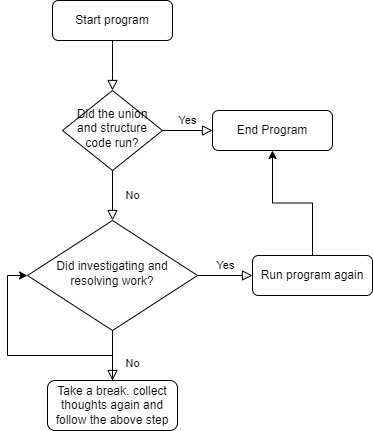 Start program
Did the union
and structure
code run?
Yes
End Program
No
Did investigating and
resolving work?
Yes
Run program again
No
Take a break. collect
thoughts again and
follow the above step